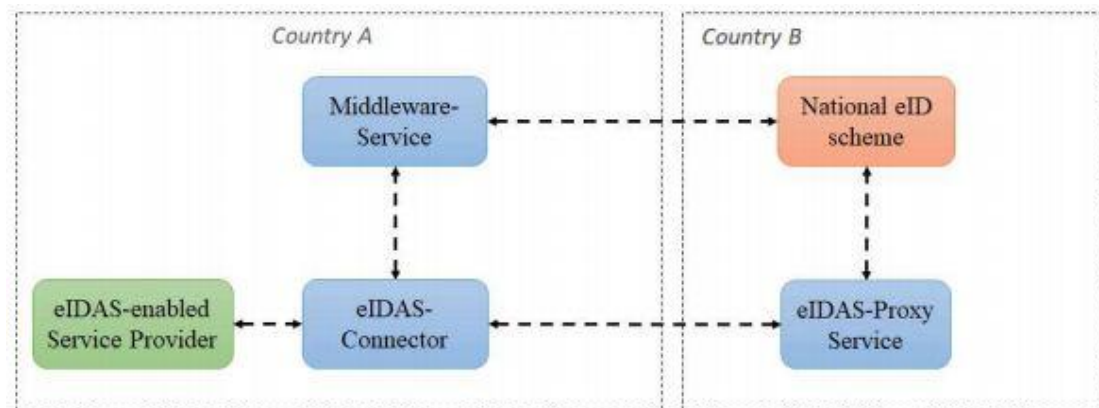 Country A
Country B
Middleware-
Service
National eID
scheme
eIDAS-enabled
Service Provider
eIDAS-
Connector
eIDAS-Proxy
Service